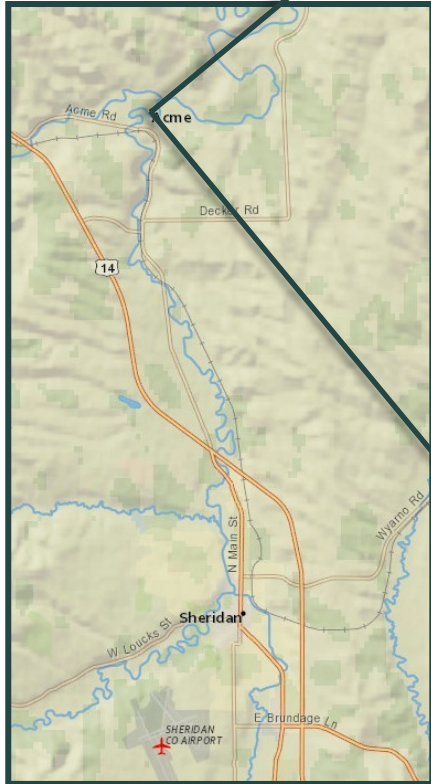 Acme Rd
Acme
Decker Rd
14
Wyarno Rd
N Main St
Sheridan
W Loucks St
E Brundage Ln
SHERIDAN
CO AIRPORT